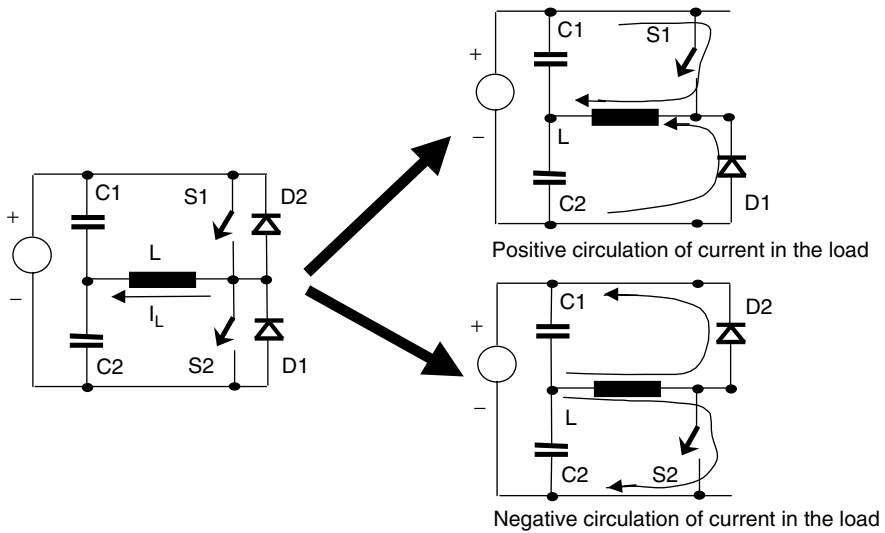 C1
S1
D2
+
L
−
I_L
C2
S2
D1
C1
S1
+
−
L
C2
D1
Positive circulation of current in the load
C1
D2
+
−
L
C2
S2
Negative circulation of current in the load